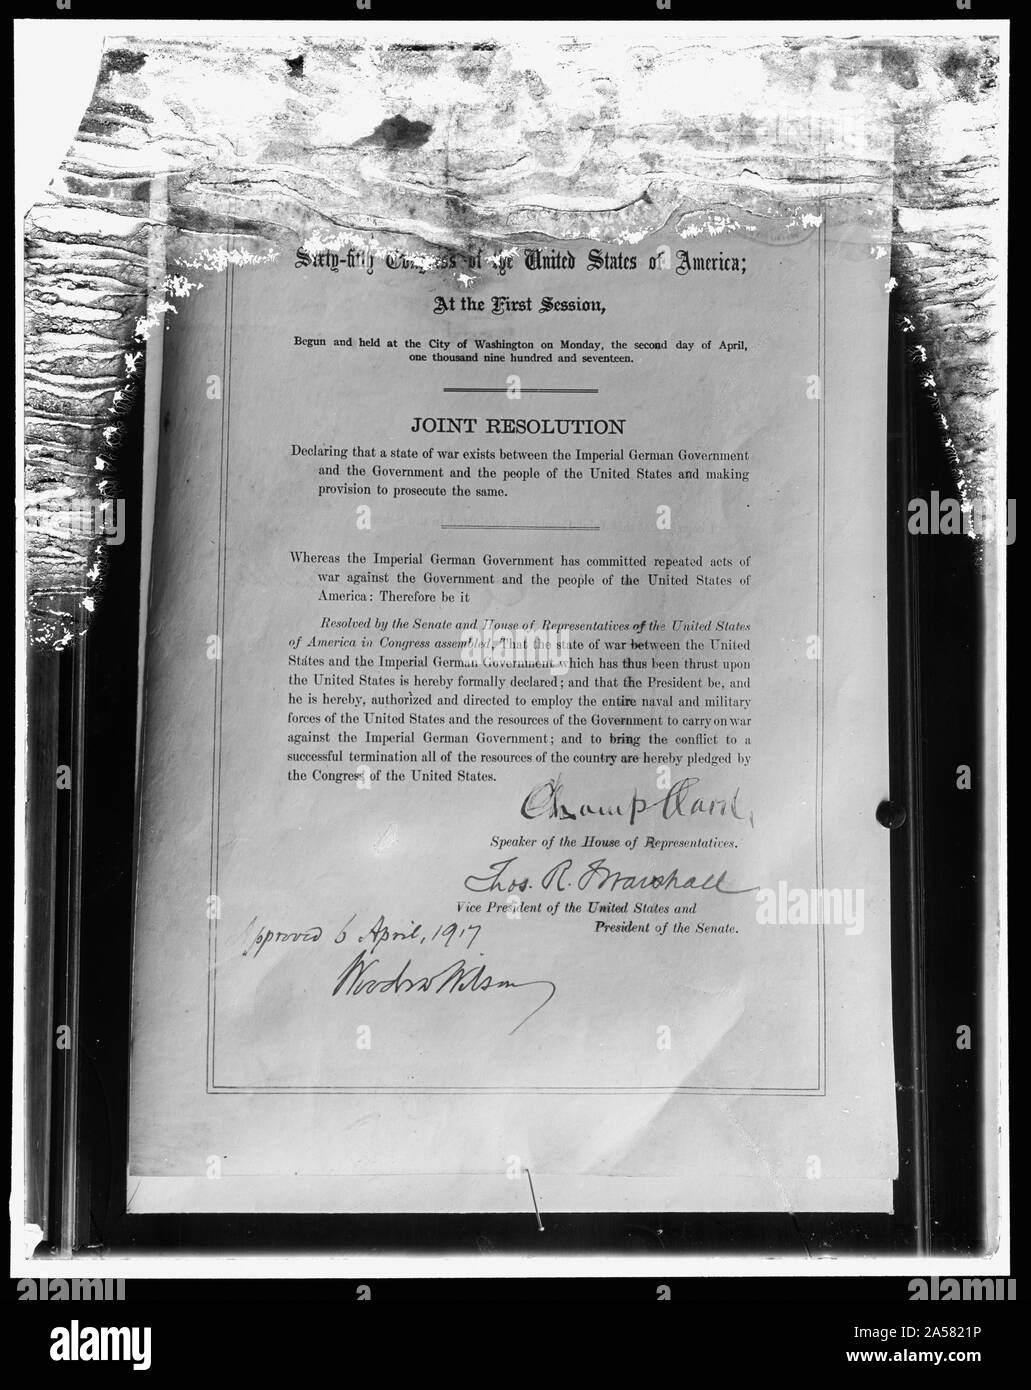 Sixty-fifth Congress of the United States of America;
At the First Session,
Begun and held at the City of Washington on Monday, the second day of April,
one thousand nine hundred and seventeen.
JOINT RESOLUTION
Declaring that a state of war exists between the Imperial German Government
and the Government and the people of the United States and making
provision to prosecute the same.
Whereas the Imperial German Government has committed repeated acts of
war against the Government and the people of the United States of
America: Therefore be it
Resolved by the Senate and House of Representatives of the United States
of America in Congress assembled, That the state of war between the United
States and the Imperial German Government which has thus been thrust upon
the United States is hereby formally declared; and that the President be, and
he is hereby, authorized and directed to employ the entire naval and military
forces of the United States and the resources of the Government to carry on war
against the Imperial German Government; and to bring the conflict to a
successful termination all of the resources of the country are hereby pledged by
the Congress of the United States.
Champ Clark
Speaker of the House of Representatives.
Thos. R. Marshall
Vice President of the United States and
President of the Senate.
Approved 6 April, 1917
Woodrow Wilson
alamy
alamy
Image ID: 2A5821P
www.alamy.com